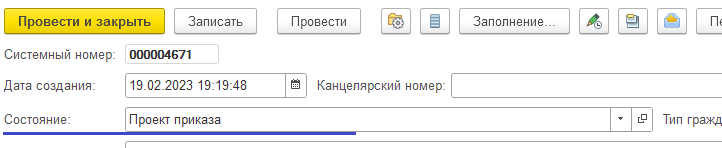 Провести и закрыть Записать Провести Заполнение...
Системный номер: 000004671
Дата создания: 19.02.2023 19:19:48 Канцелярский номер:
Состояние: Проект приказа Тип гражд